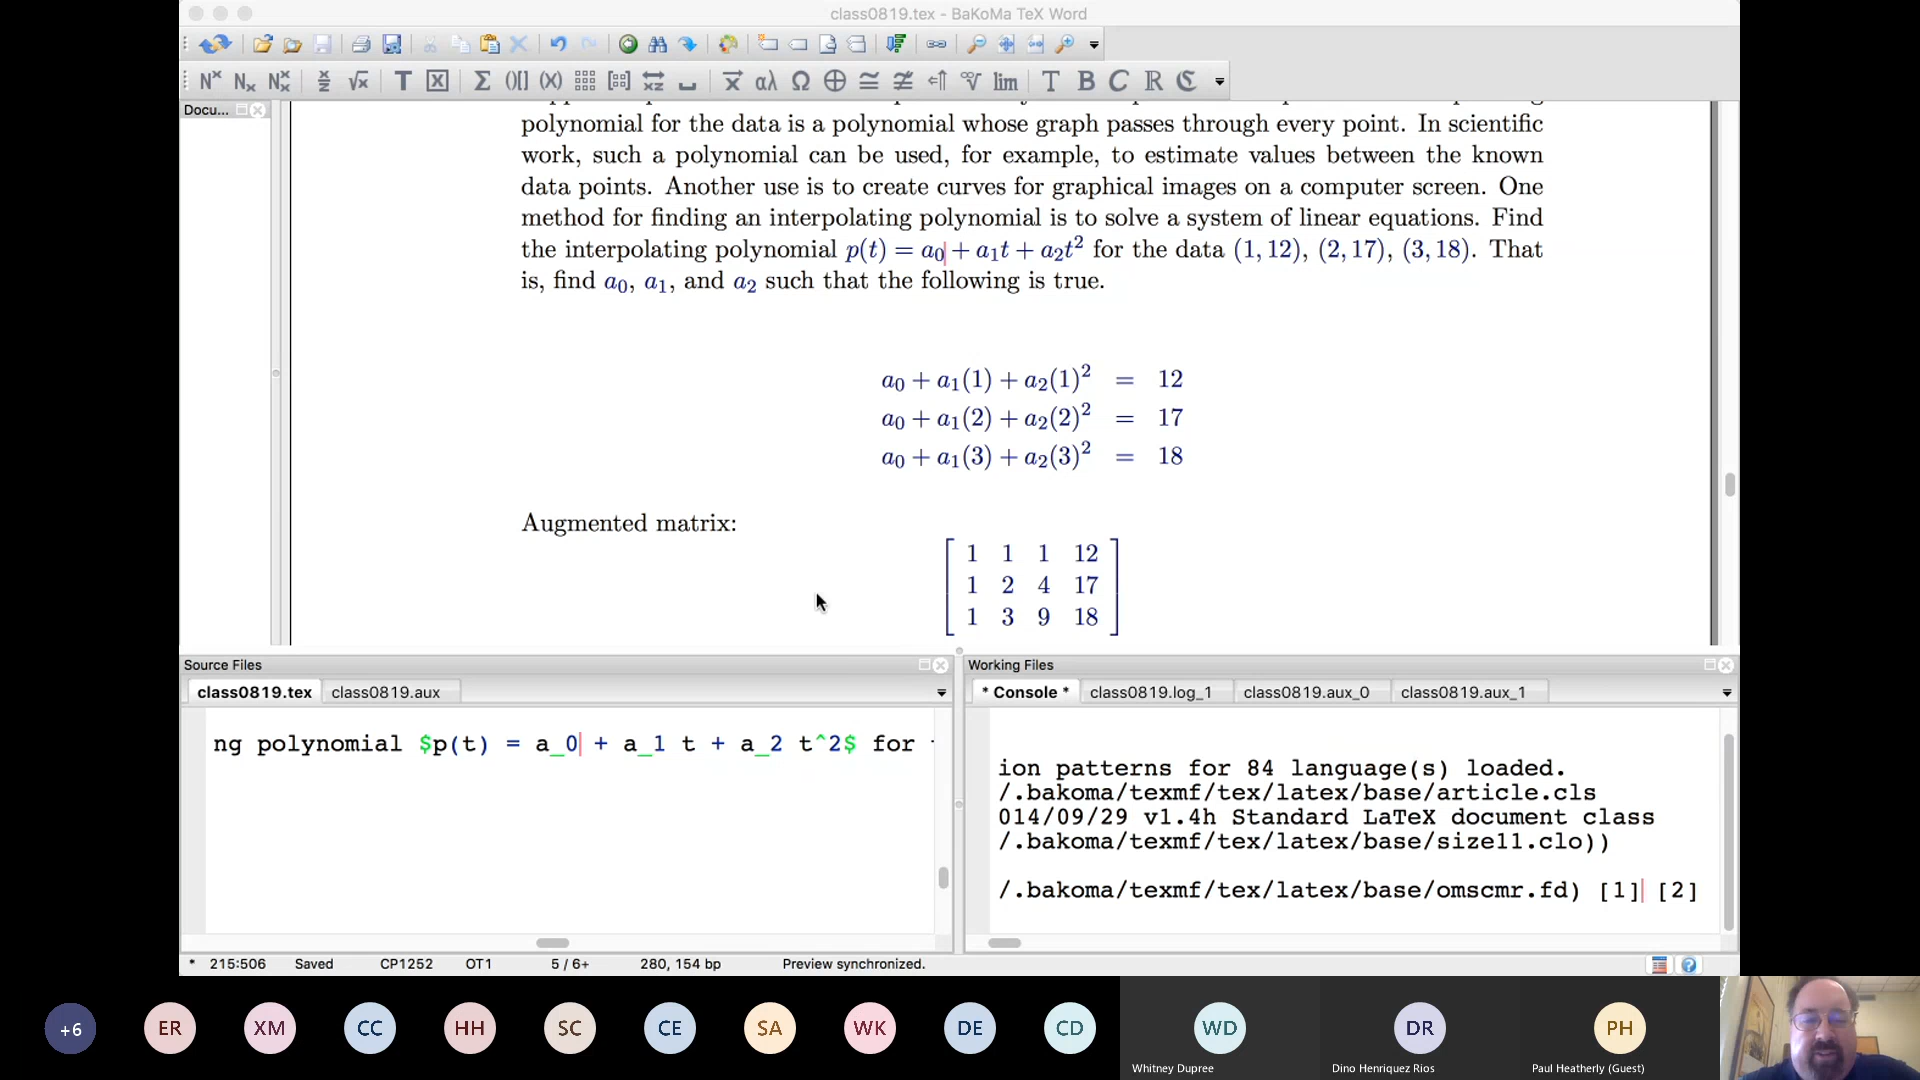 class0819.tex - BaKoMa TeX Word
Docu...
polynomial for the data is a polynomial whose graph passes through every point. In scientific
work, such a polynomial can be used, for example, to estimate values between the known
data points. Another use is to create curves for graphical images on a computer screen. One
method for finding an interpolating polynomial is to solve a system of linear equations. Find
the interpolating polynomial p(t) = a₀ + a₁t + a₂t² for the data (1, 12), (2, 17), (3, 18). That
is, find a₀, a₁, and a₂ such that the following is true.
a₀ + a₁(1) + a₂(1)² = 12
a₀ + a₁(2) + a₂(2)² = 17
a₀ + a₁(3) + a₂(3)² = 18
Augmented matrix:
1 1 1 12
1 2 4 17
1 3 9 18
Source Files
class0819.tex class0819.aux
ng polynomial $p(t) = a_0 + a_1 t + a_2 t^2$ for
Working Files
* Console * class0819.log_1 class0819.aux_0 class0819.aux_1
ion patterns for 84 language(s) loaded.
/.bakoma/texmf/tex/latex/base/article.cls
014/09/29 v1.4h Standard LaTeX document class
/.bakoma/texmf/tex/latex/base/size11.clo))
/.bakoma/texmf/tex/latex/base/omscmr.fd) [1] [2]
* 215:506 Saved CP1252 OT1 5 / 6+ 280, 154 bp Preview synchronized.
+6 ER XM CC HH SC CE SA WK DE CD WD DR PH
Whitney Dupree Dino Henriquez Rios Paul Heatherly (Guest)